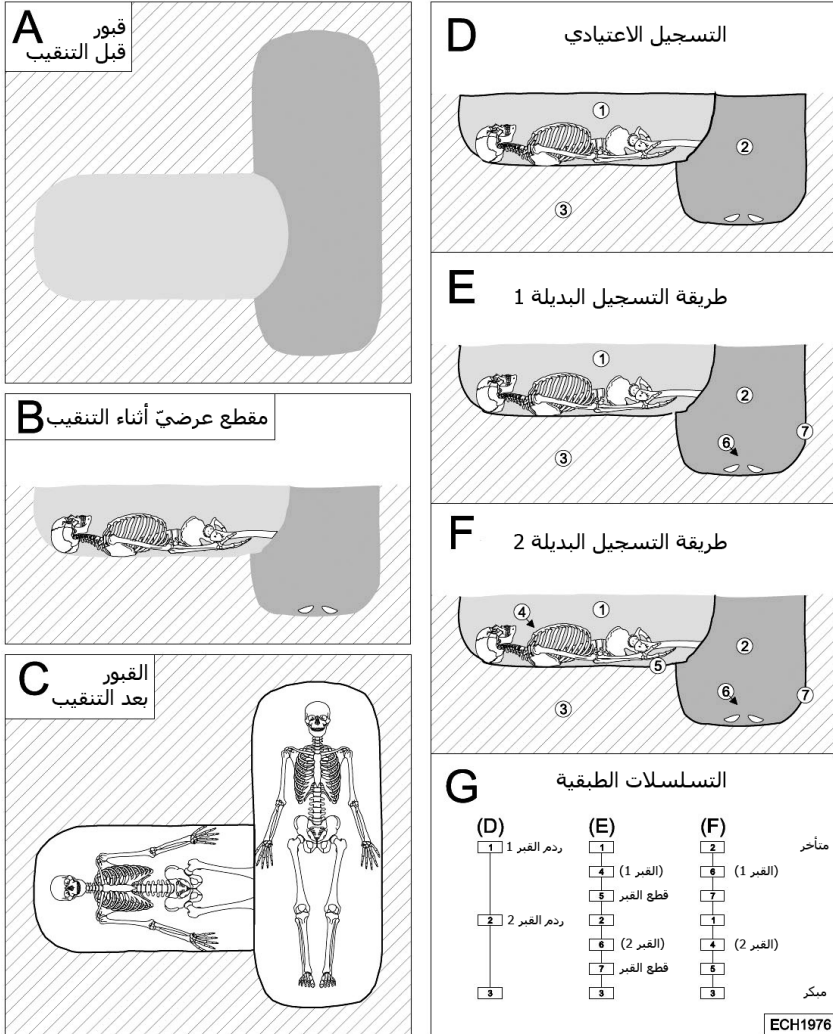 A
قبور
قبل التنقيب
B
مقطع عرضيّ أثناء التنقيب
C
القبور
بعد التنقيب
D
التسجيل الاعتيادي
1
2
3
E
طريقة التسجيل البديلة 1
1
2
3
6
7
F
طريقة التسجيل البديلة 2
4
1
2
5
3
6
7
G
التسلسلات الطبقية
(D) (E) (F)
1 ردم القبر 1 1 2 متأخر
4 (القبر 1) 6 (القبر 1)
5 قطع القبر 7
2 ردم القبر 2 2 1
6 (القبر 2) 4 (القبر 2)
7 قطع القبر 5
3 3 3 مبكر
ECH1976